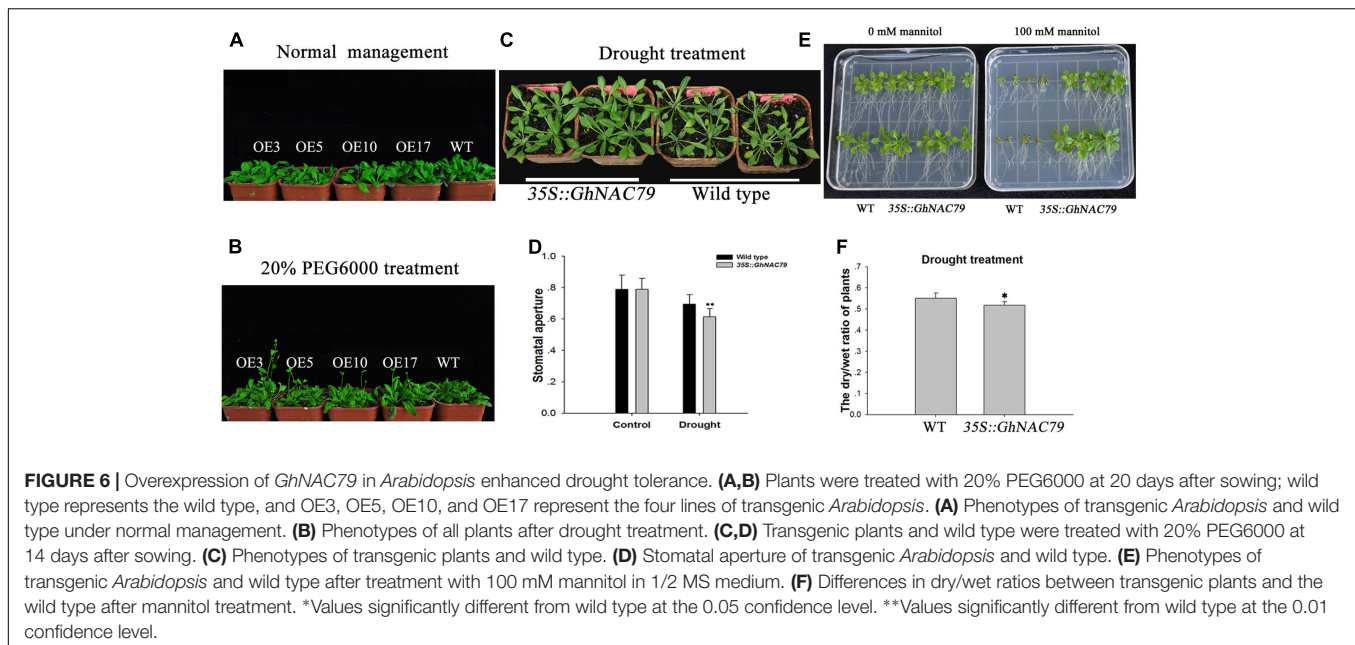 A
Normal management
OE3 OE5 OE10 OE17 WT
B
20% PEG6000 treatment
OE3 OE5 OE10 OE17 WT
C
Drought treatment
35S::GhNAC79 Wild type
D
Wild type
35S::GhNAC79
Stomatal aperture
1.0
.8
.6
.4
.2
0.0
**
Control Drought
E
0 mM mannitol 100 mM mannitol
WT 35S::GhNAC79 WT 35S::GhNAC79
F
Drought treatment
The dry/wet ratio of plants
.7
.6
.5
.4
.3
.2
.1
0.0
*
WT 35S::GhNAC79
FIGURE 6 | Overexpression of GhNAC79 in Arabidopsis enhanced drought tolerance. (A,B) Plants were treated with 20% PEG6000 at 20 days after sowing; wild
type represents the wild type, and OE3, OE5, OE10, and OE17 represent the four lines of transgenic Arabidopsis. (A) Phenotypes of transgenic Arabidopsis and wild
type under normal management. (B) Phenotypes of all plants after drought treatment. (C,D) Transgenic plants and wild type were treated with 20% PEG6000 at
14 days after sowing. (C) Phenotypes of transgenic plants and wild type. (D) Stomatal aperture of transgenic Arabidopsis and wild type. (E) Phenotypes of
transgenic Arabidopsis and wild type after treatment with 100 mM mannitol in 1/2 MS medium. (F) Differences in dry/wet ratios between transgenic plants and the
wild type after mannitol treatment. *Values significantly different from wild type at the 0.05 confidence level. **Values significantly different from wild type at the 0.01
confidence level.